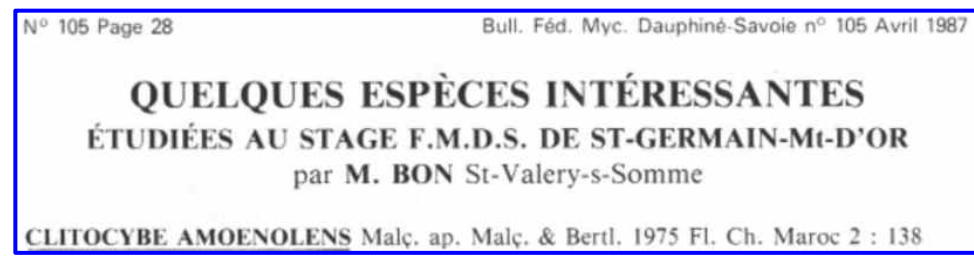 Nº 105 Page 28 Bull. Féd. Myc. Dauphiné-Savoie nº 105 Avril 1987
QUELQUES ESPÈCES INTÉRESSANTES
ÉTUDIÉES AU STAGE F.M.D.S. DE ST-GERMAIN-Mt-D'OR
par M. BON St-Valery-s-Somme
CLITOCYBE AMOENOLENS Malç. ap. Malç. & Bertl. 1975 Fl. Ch. Maroc 2 : 138